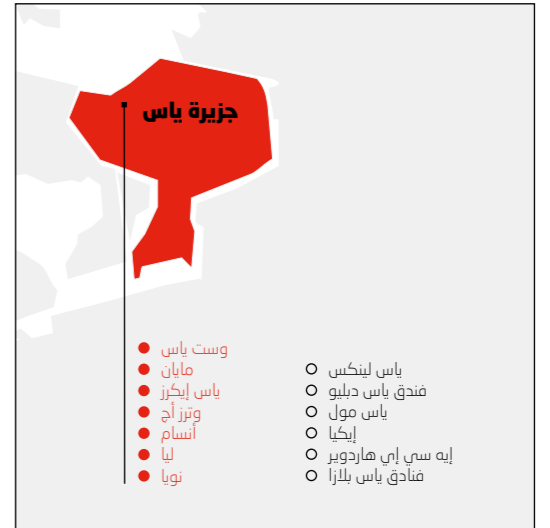 جزيرة ياس
وست ياس
مايان
ياس إيكرز
وترز أج
أنسام
ليا
نويا
ياس لينكس
فندق ياس دبليو
ياس مول
إيكيا
إيه سي إي هاردوير
فنادق ياس بلازا